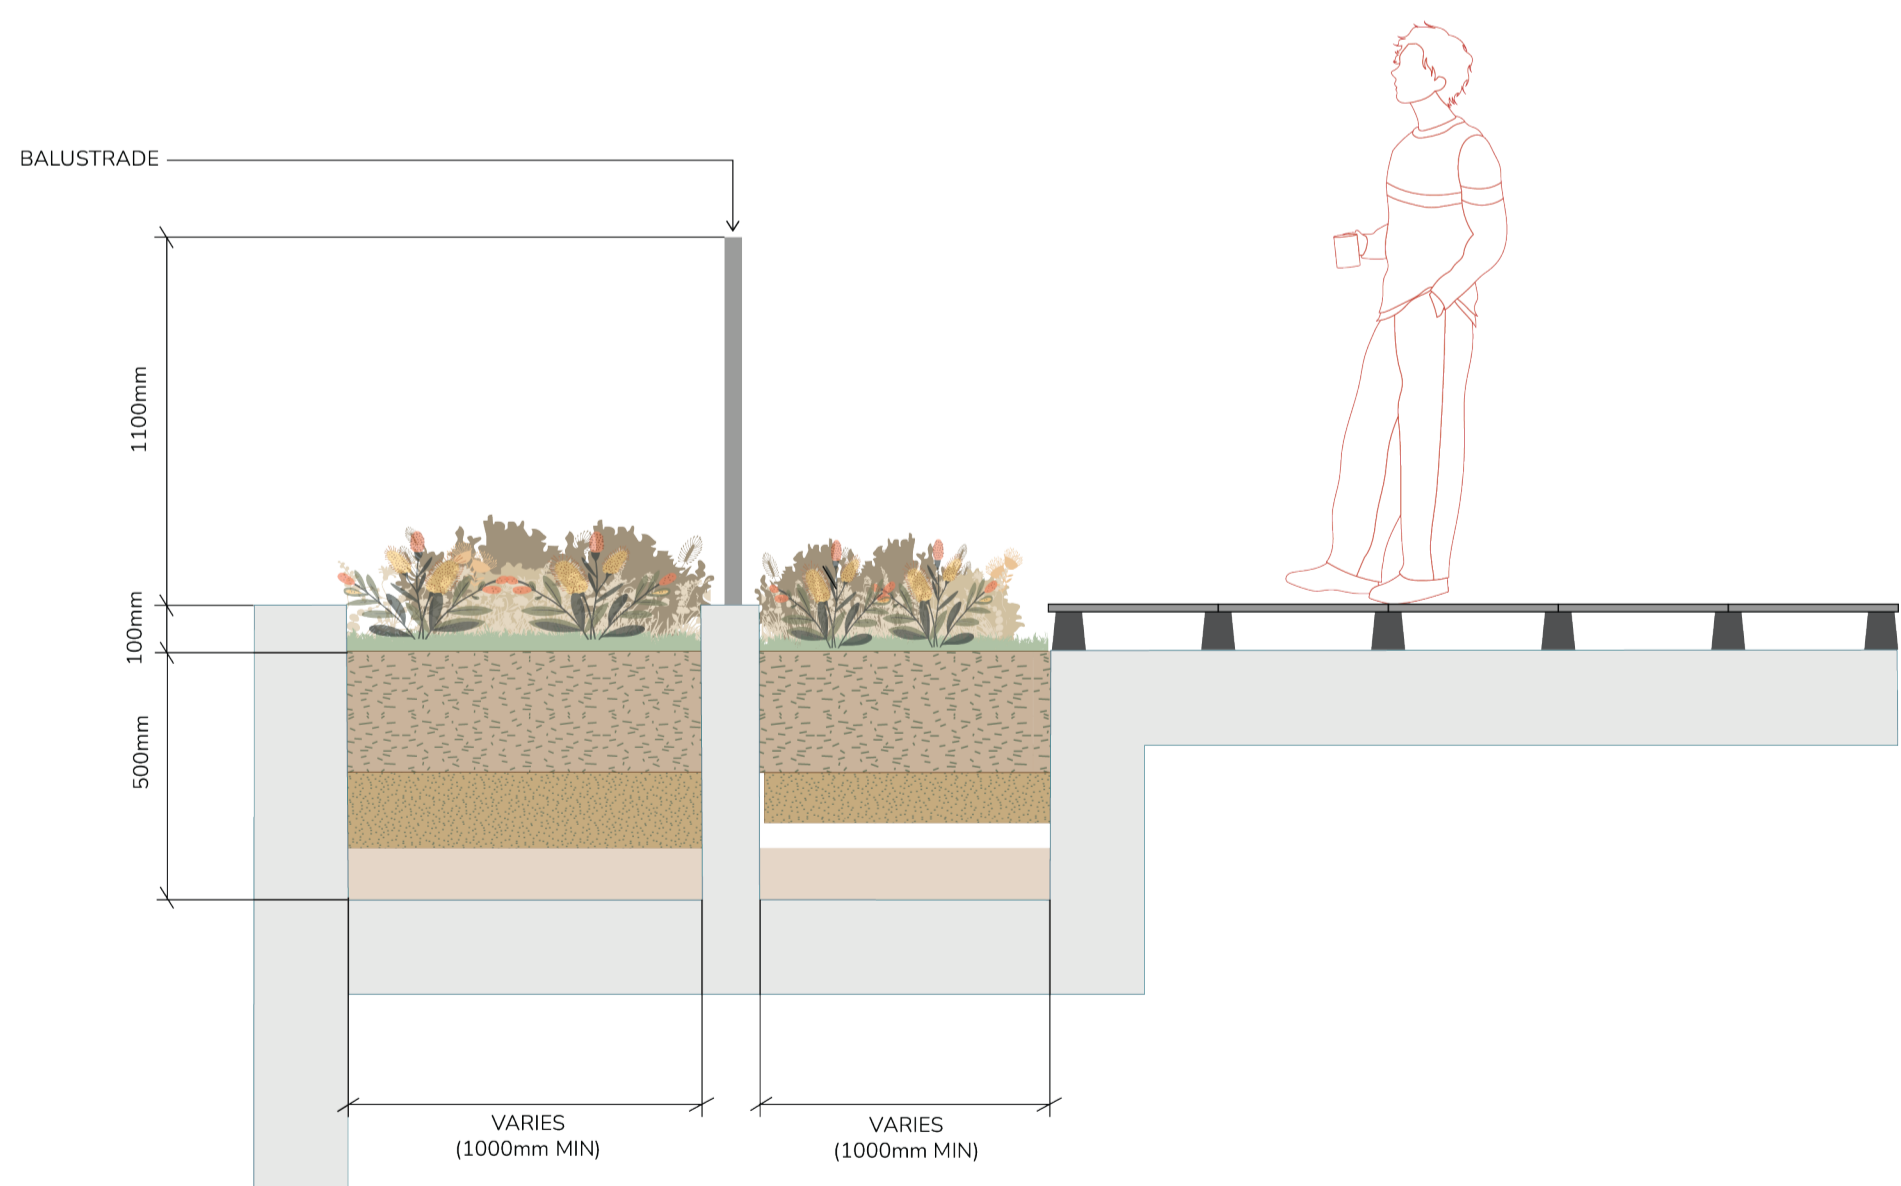 BALUSTRADE
1100mm
100mm
500mm
VARIES
(1000mm MIN)
VARIES
(1000mm MIN)